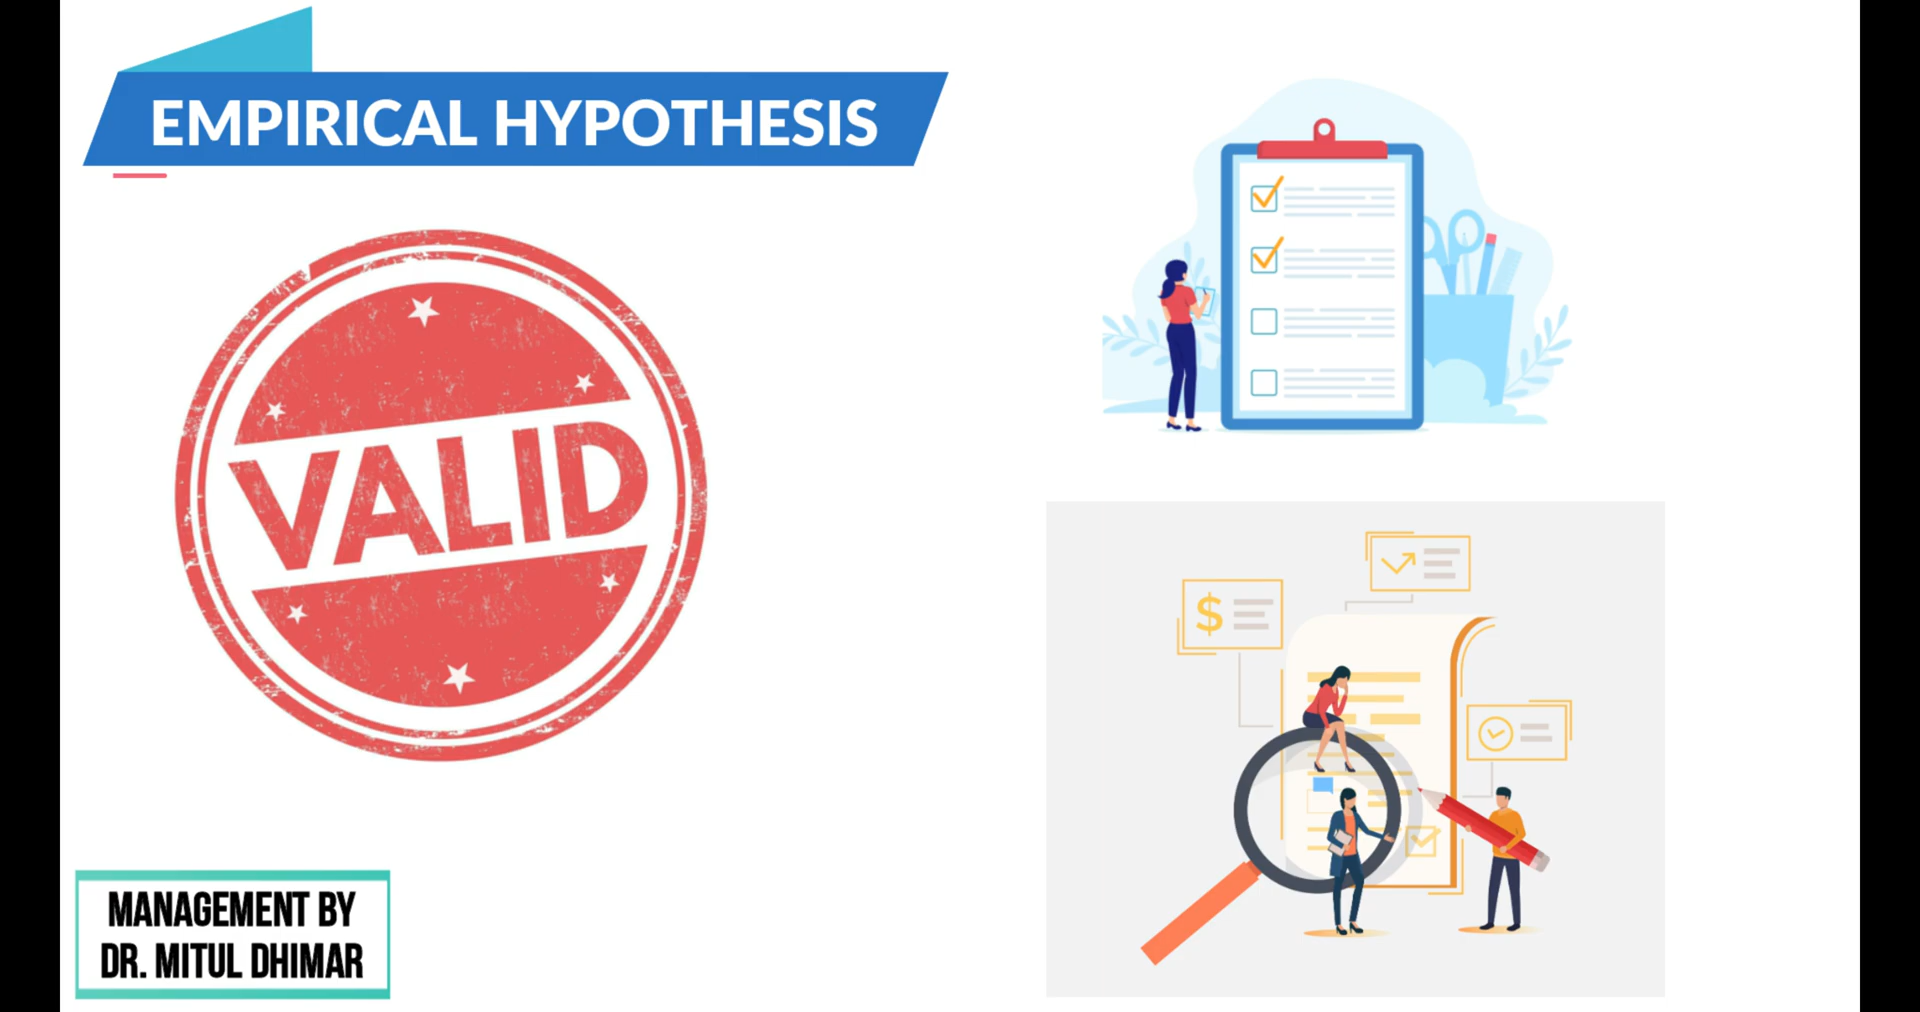 EMPIRICAL HYPOTHESIS
VALID
$
MANAGEMENT BY
DR. MITUL DHIMAR